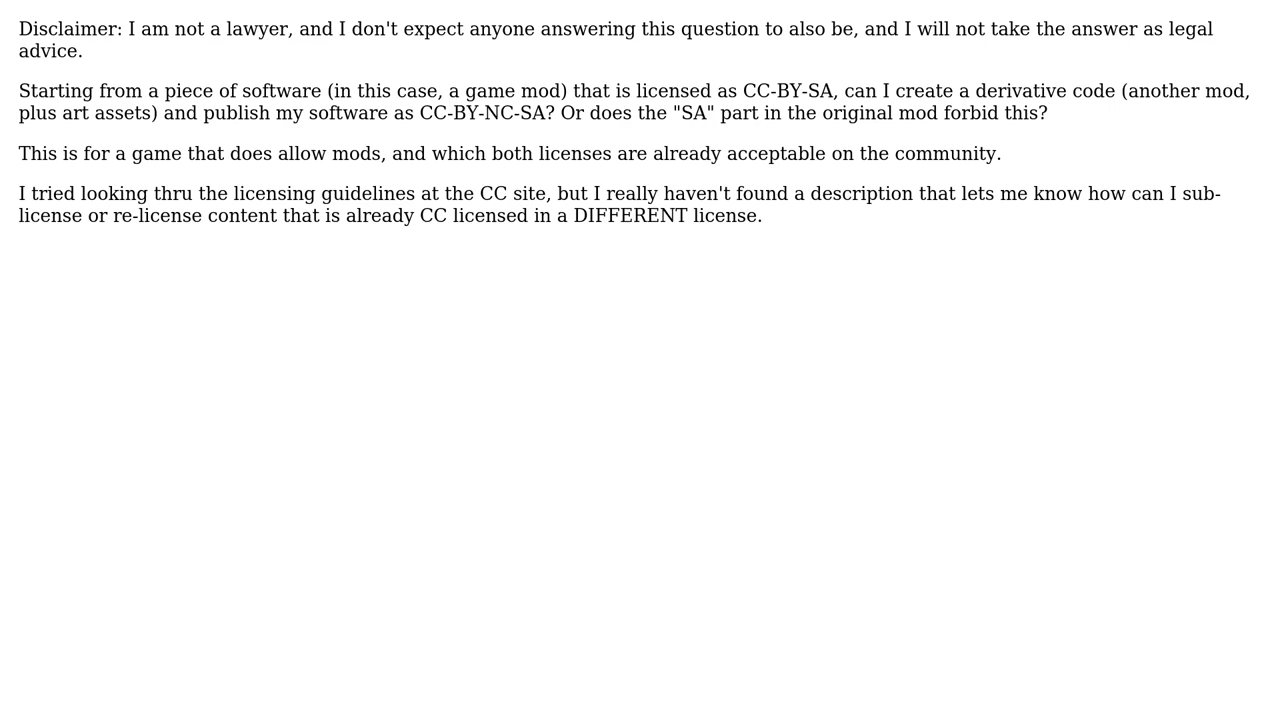 Disclaimer: I am not a lawyer, and I don't expect anyone answering this question to also be, and I will not take the answer as legal
advice.
Starting from a piece of software (in this case, a game mod) that is licensed as CC-BY-SA, can I create a derivative code (another mod,
plus art assets) and publish my software as CC-BY-NC-SA? Or does the "SA" part in the original mod forbid this?
This is for a game that does allow mods, and which both licenses are already acceptable on the community.
I tried looking thru the licensing guidelines at the CC site, but I really haven't found a description that lets me know how can I sub-
license or re-license content that is already CC licensed in a DIFFERENT license.